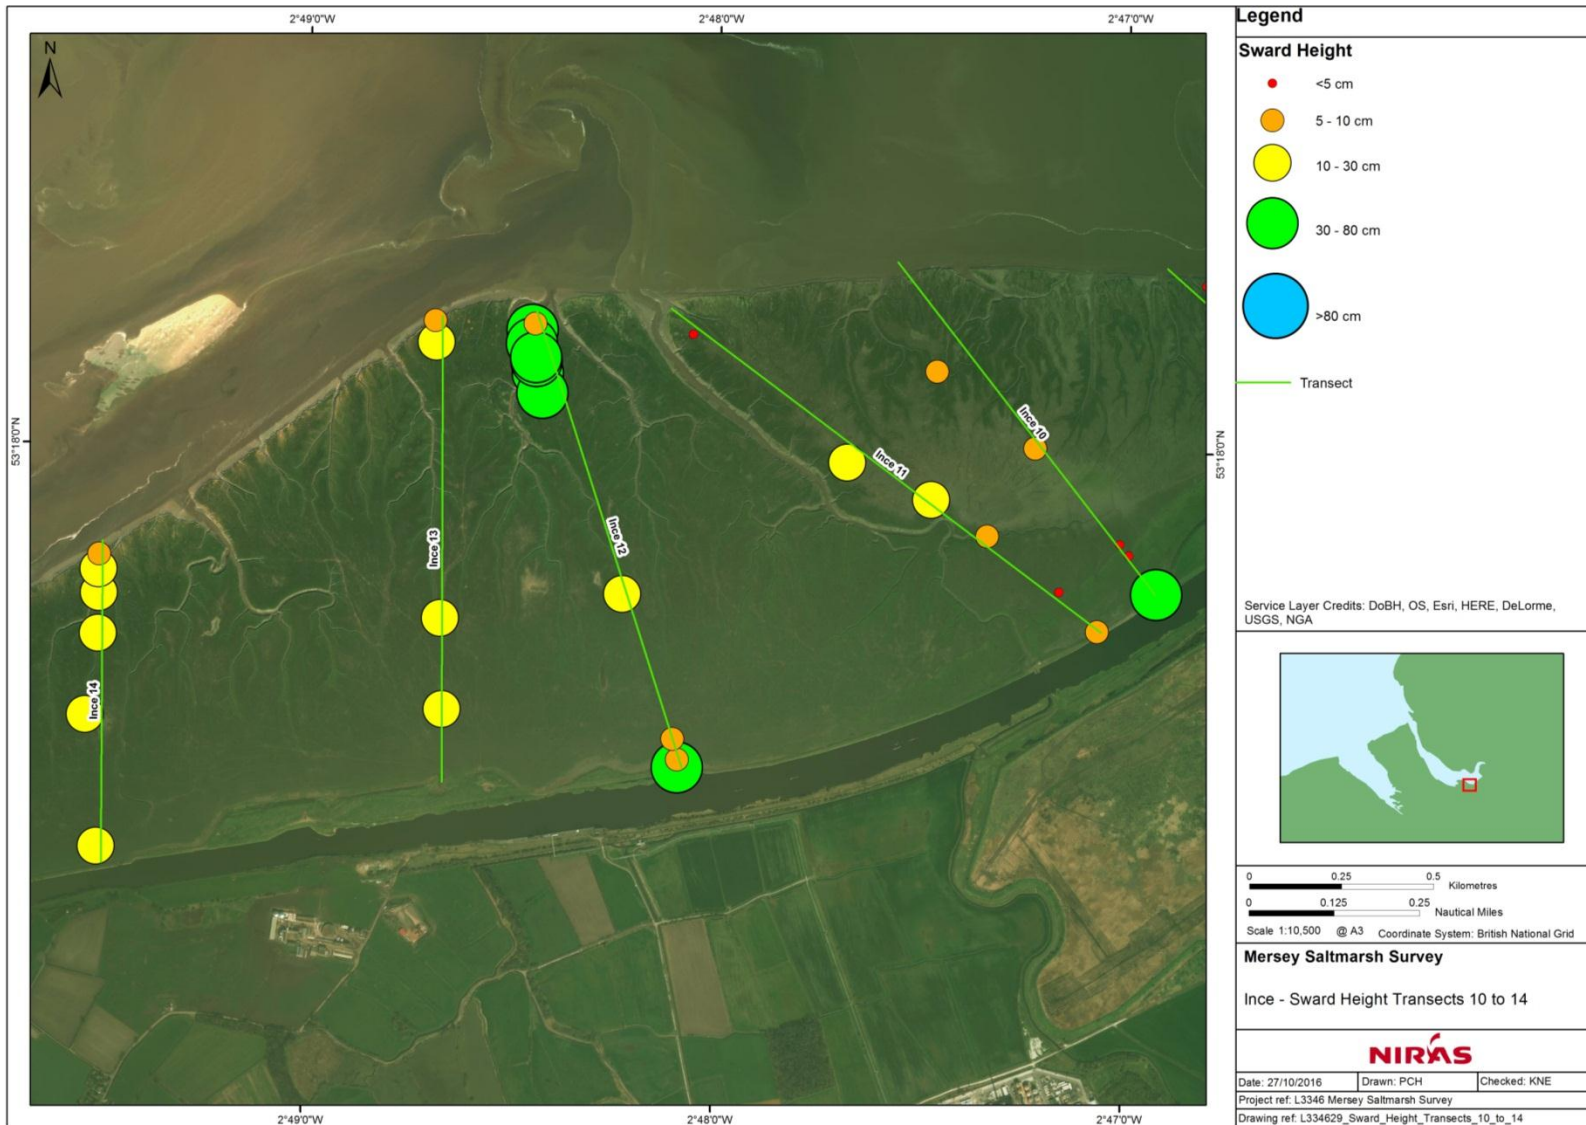 2°49'0"W
2°48'0"W
2°47'0"W
N
53°18'0"N
53°18'0"N
Ince 10
Ince 11
Ince 12
Ince 13
Ince 14
2°49'0"W
2°48'0"W
2°47'0"W
Legend
Sward Height
<5 cm
5 - 10 cm
10 - 30 cm
30 - 80 cm
>80 cm
Transect
Service Layer Credits: DoBH, OS, Esri, HERE, DeLorme,
USGS, NGA
0 0.25 0.5
Kilometres
0 0.125 0.25
Nautical Miles
Scale 1:10,500 @ A3 Coordinate System: British National Grid
Mersey Saltmarsh Survey
Ince - Sward Height Transects 10 to 14
NIRAS
Date: 27/10/2016 Drawn: PCH Checked: KNE
Project ref: L3346 Mersey Saltmarsh Survey
Drawing ref: L334629_Sward_Height_Transects_10_to_14